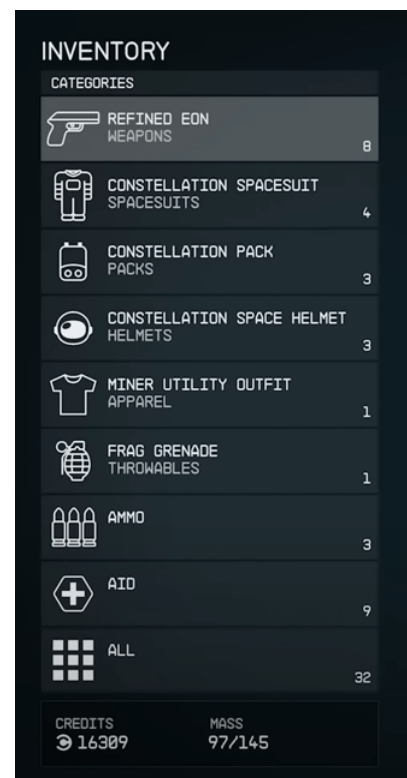 INVENTORY
CATEGORIES
REFINED EON
WEAPONS
8
CONSTELLATION SPACESUIT
SPACESUITS
4
CONSTELLATION PACK
PACKS
3
CONSTELLATION SPACE HELMET
HELMETS
3
MINER UTILITY OUTFIT
APPAREL
1
FRAG GRENADE
THROWABLES
1
AMMO
3
AID
9
ALL
32
CREDITS MASS
16309 97/145